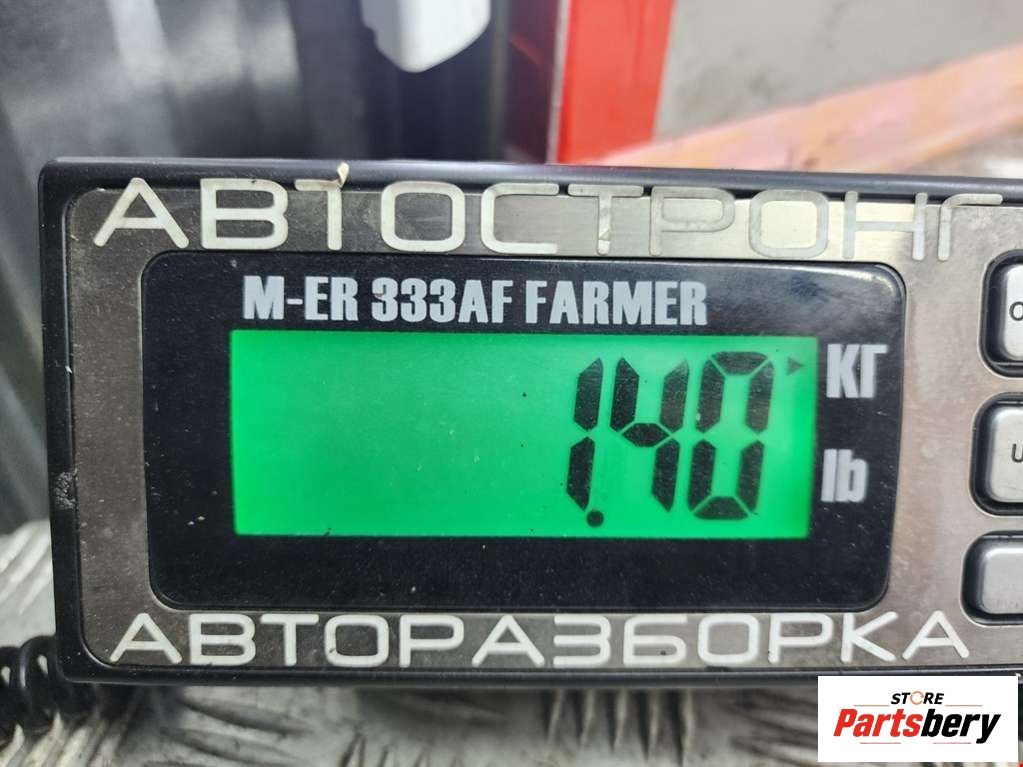 АВТОСТРОНГ
M-ER 333AF FARMER
1.40
КГ
lb
АВТОРАЗБОРКА
STORE
Partsbery